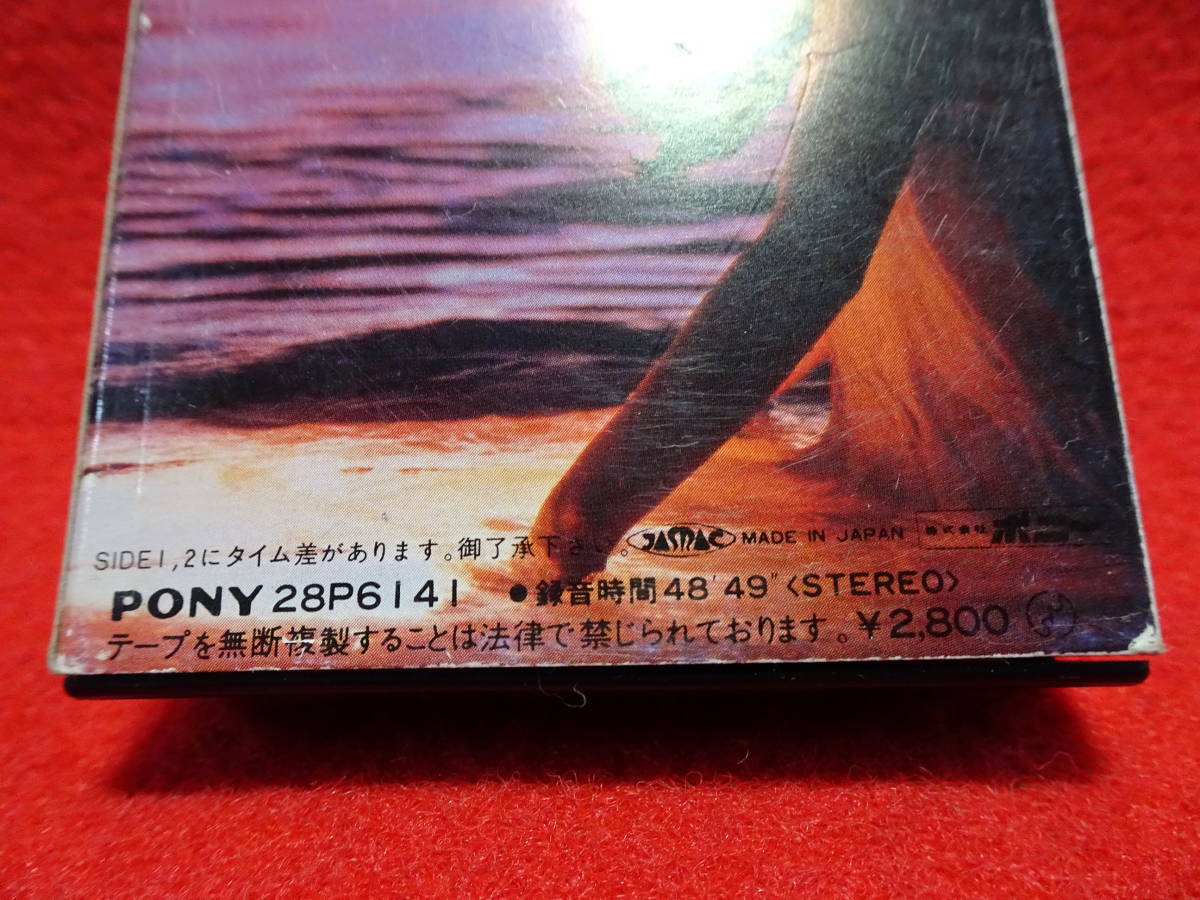 SIDE1,2にタイム差があります。御了承下さい。 JASRAC MADE IN JAPAN 株式会社ポニー
PONY 28P6141 ●録音時間48'49"〈STEREO〉
テープを無断複製することは法律で禁じられております。¥2,800